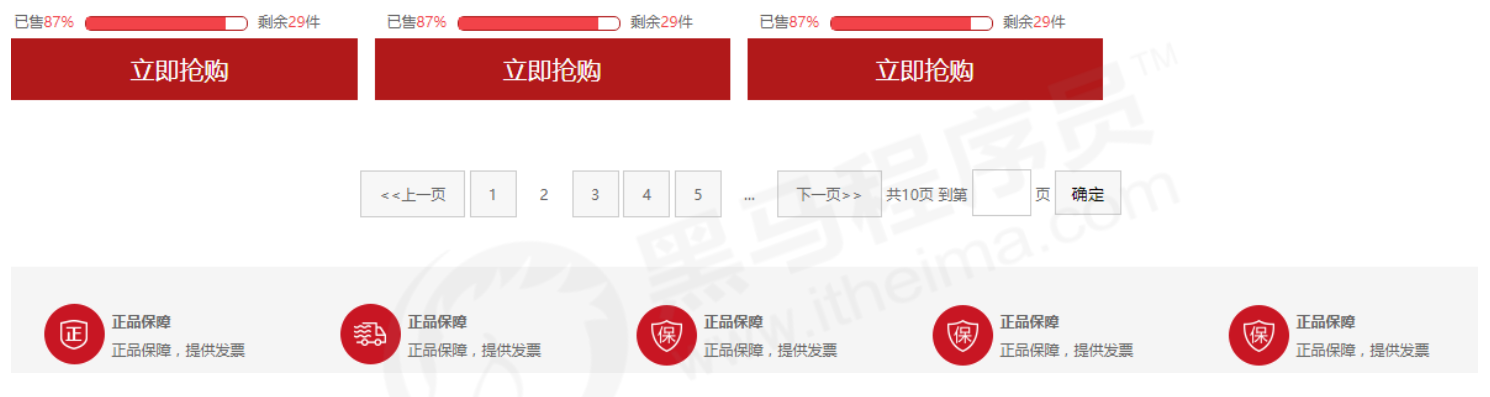 已售87% 剩余29件 已售87% 剩余29件 已售87% 剩余29件
立即抢购 立即抢购 立即抢购
<<上一页 1 2 3 4 5 ... 下一页>> 共10页 到第 页 确定
黑马程序员TM
www.itheima.com
正 正品保障 正品保障 保 正品保障 保 正品保障 保 正品保障
正品保障，提供发票 正品保障，提供发票 正品保障，提供发票 正品保障，提供发票 正品保障，提供发票